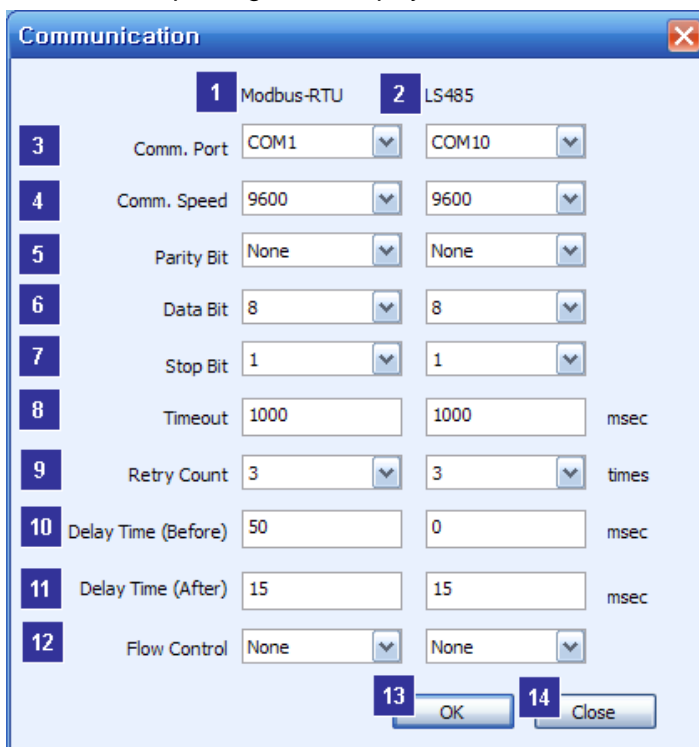 Communication
1 Modbus-RTU 2 LS485
3 Comm. Port COM1 COM10
4 Comm. Speed 9600 9600
5 Parity Bit None None
6 Data Bit 8 8
7 Stop Bit 1 1
8 Timeout 1000 1000 msec
9 Retry Count 3 3 times
10 Delay Time (Before) 50 0 msec
11 Delay Time (After) 15 15 msec
12 Flow Control None None
13 OK 14 Close